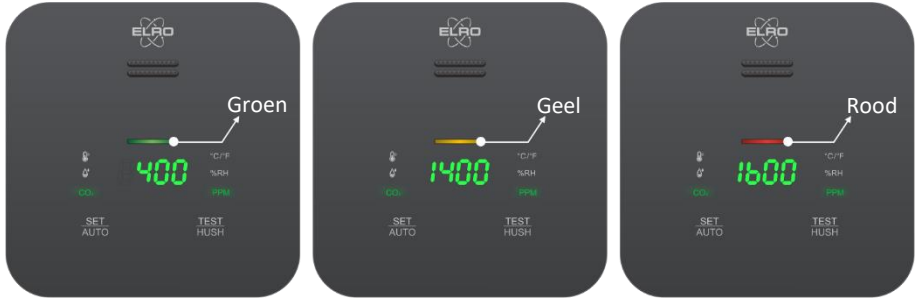 ELRO
Groen
°C/°F
400
%RH
CO₂
PPM
SET
AUTO
TEST
HUSH
ELRO
Geel
°C/°F
1400
%RH
CO₂
PPM
SET
AUTO
TEST
HUSH
ELRO
Rood
°C/°F
1600
%RH
CO₂
PPM
SET
AUTO
TEST
HUSH